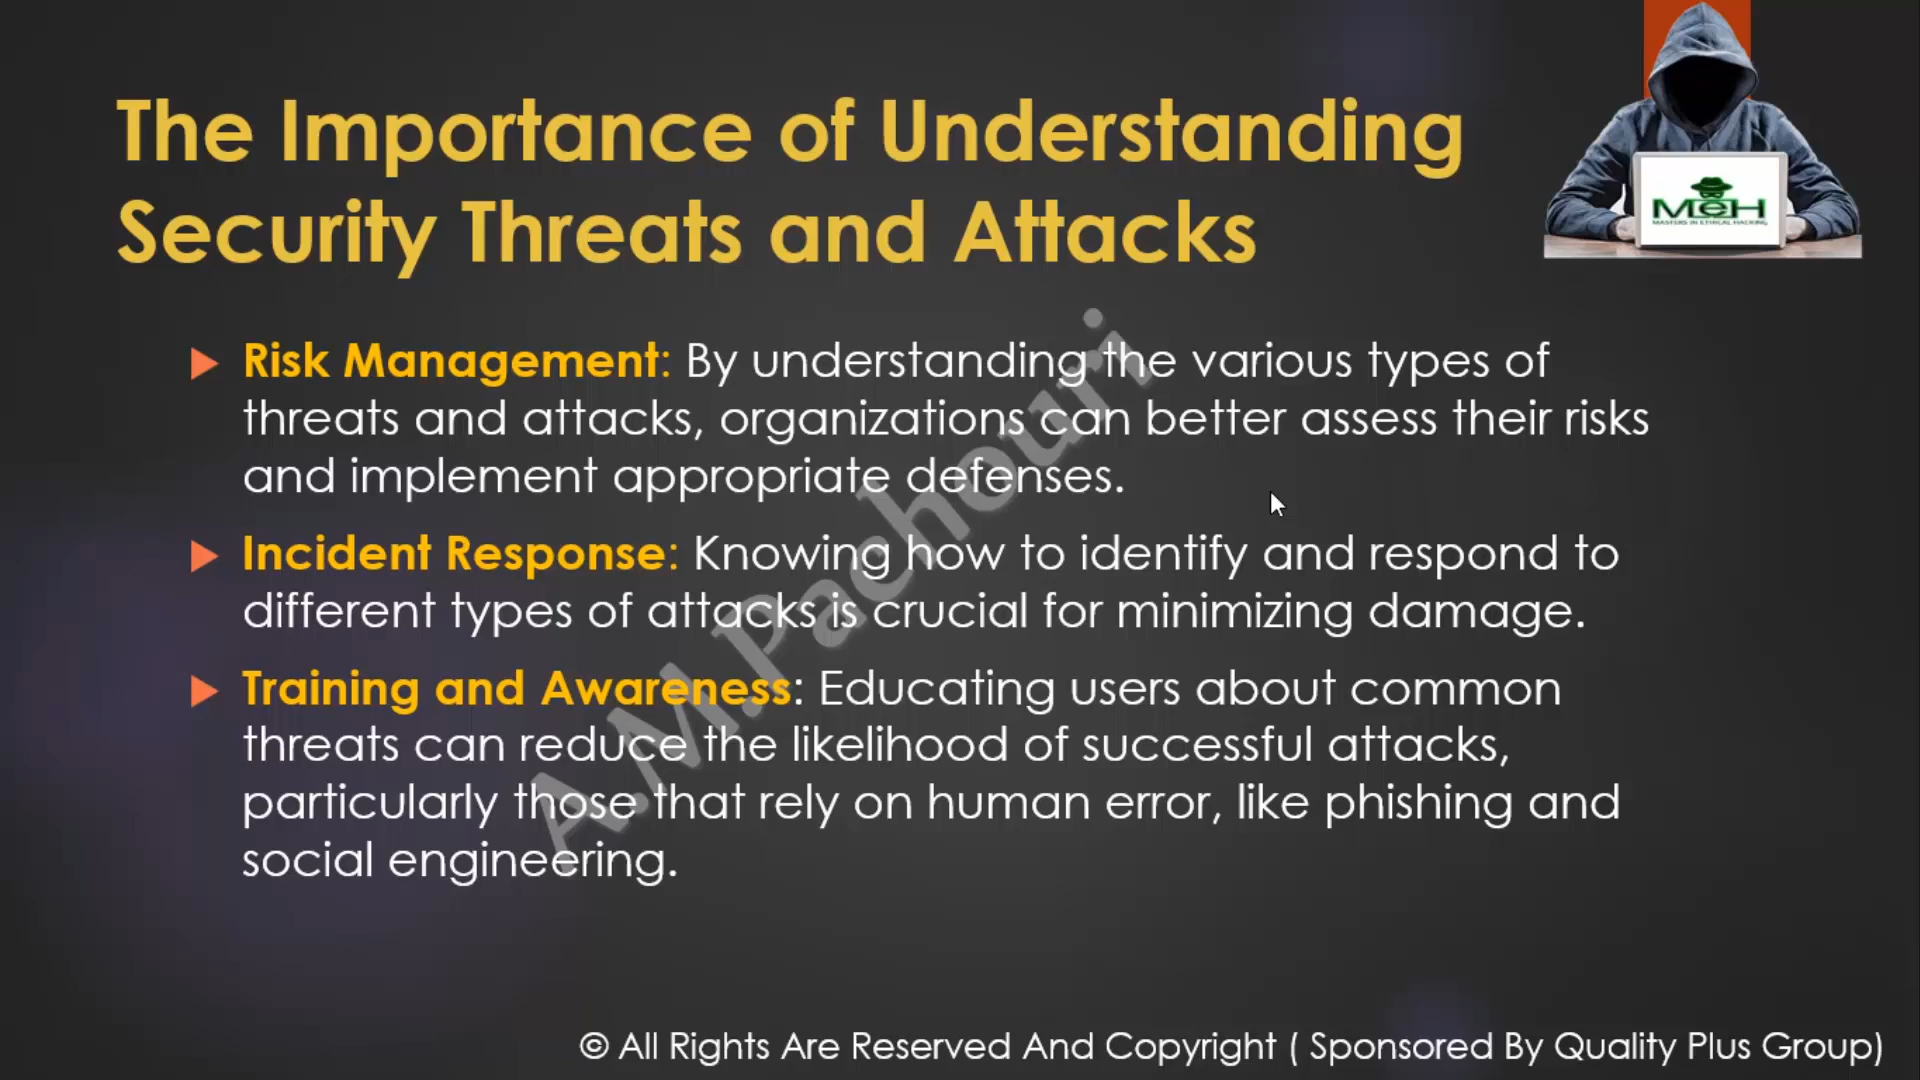 The Importance of Understanding
Security Threats and Attacks
MeH
MASTERS IN ETHICAL HACKING
Risk Management: By understanding the various types of
threats and attacks, organizations can better assess their risks
and implement appropriate defenses.
Incident Response: Knowing how to identify and respond to
different types of attacks is crucial for minimizing damage.
Training and Awareness: Educating users about common
threats can reduce the likelihood of successful attacks,
particularly those that rely on human error, like phishing and
social engineering.
A.M.Pachouri
© All Rights Are Reserved And Copyright ( Sponsored By Quality Plus Group)